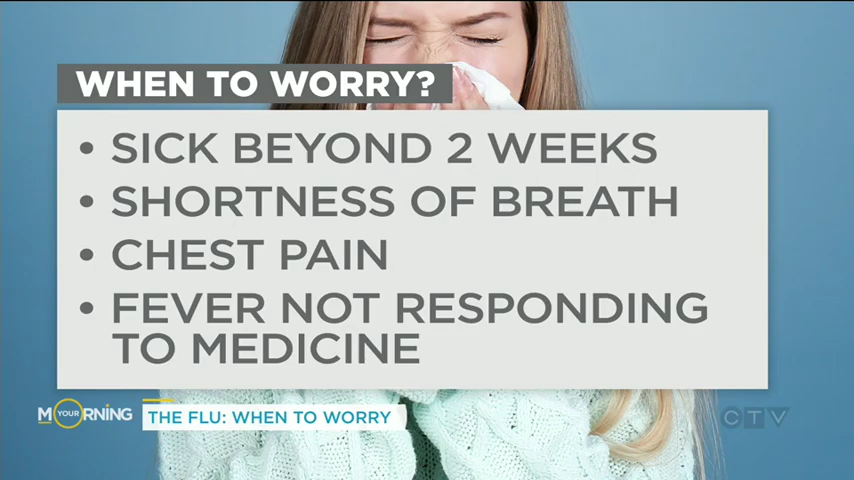 WHEN TO WORRY?
• SICK BEYOND 2 WEEKS
• SHORTNESS OF BREATH
• CHEST PAIN
• FEVER NOT RESPONDING
TO MEDICINE
YOUR MORNING
THE FLU: WHEN TO WORRY
CTV